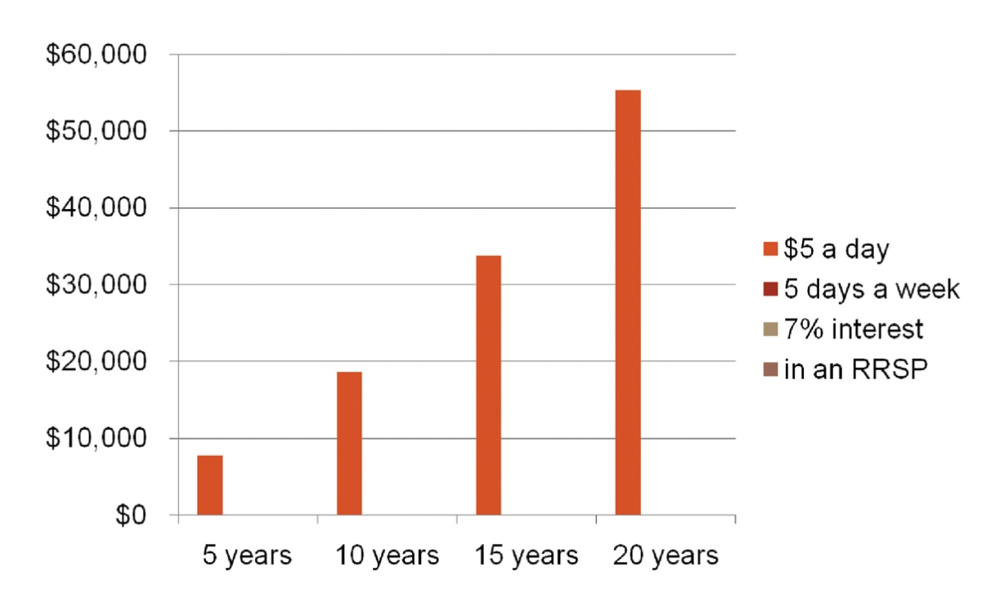 $60,000
$50,000
$40,000
$30,000
$20,000
$10,000
$0
5 years
10 years
15 years
20 years
$5 a day
5 days a week
7% interest
in an RRSP